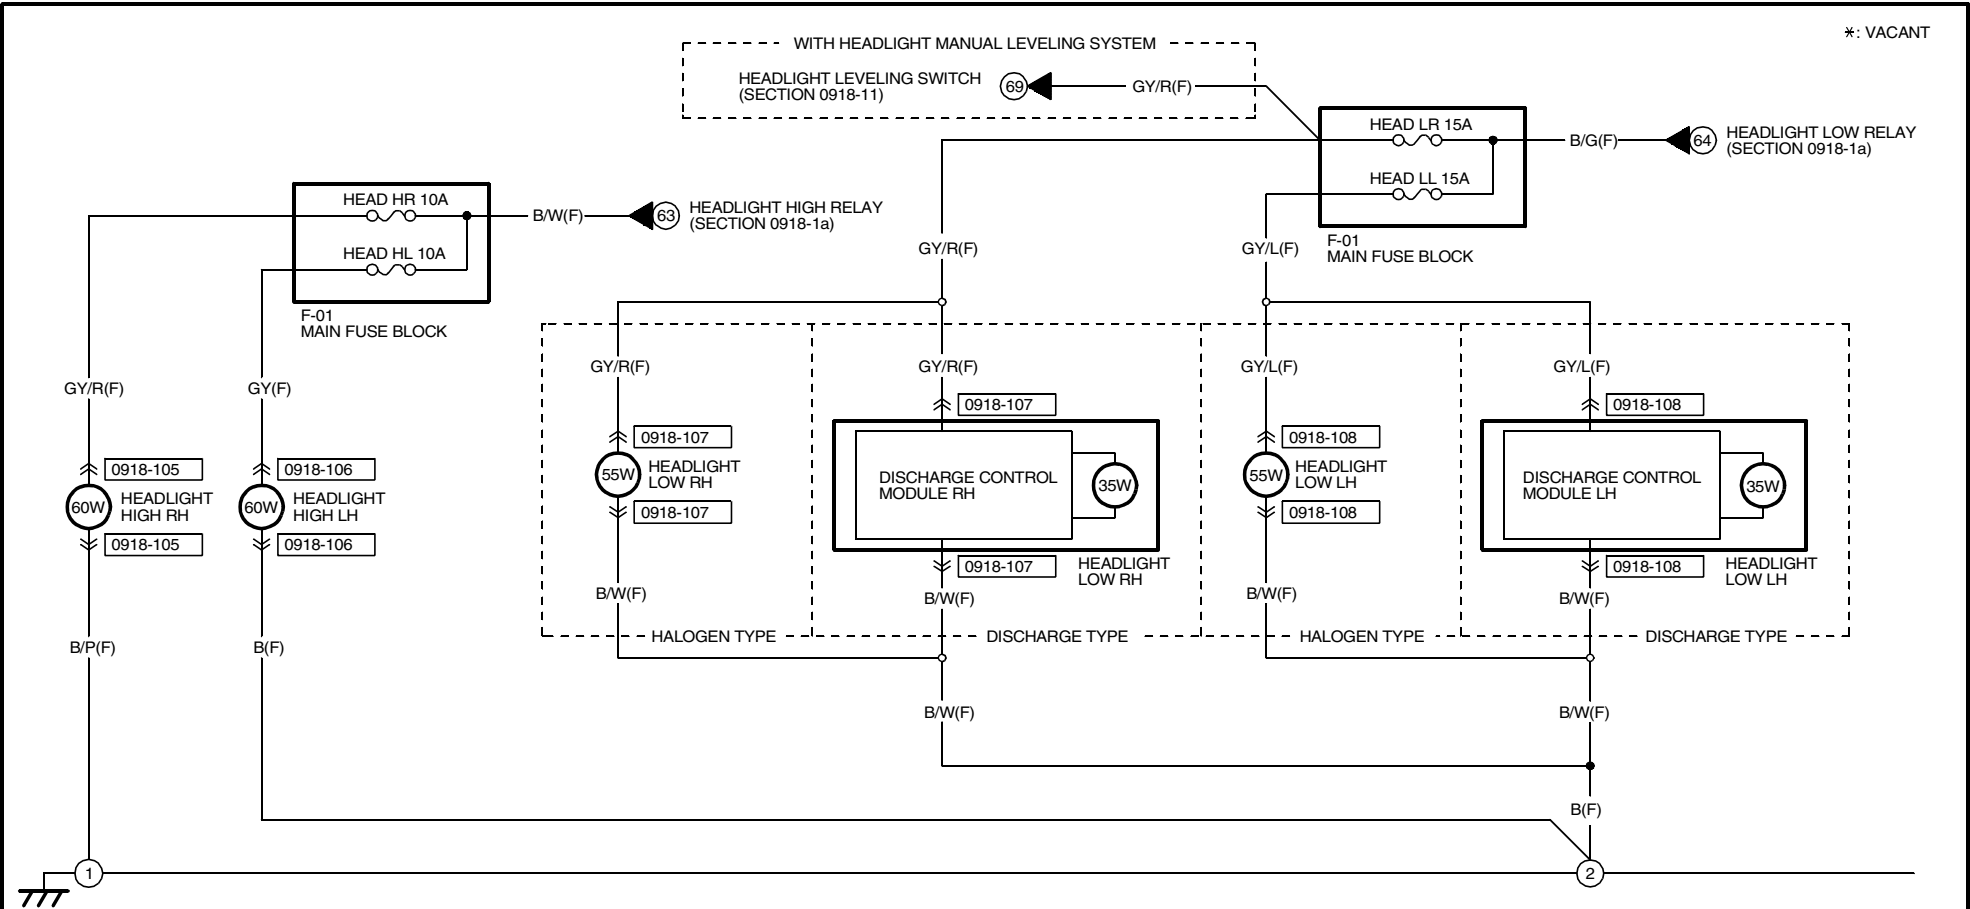 *: VACANT
WITH HEADLIGHT MANUAL LEVELING SYSTEM
HEADLIGHT LEVELING SWITCH
(SECTION 0918-11)
69
GY/R(F)
HEAD LR 15A
B/G(F)
64
HEADLIGHT LOW RELAY
(SECTION 0918-1a)
HEAD LL 15A
HEAD HR 10A
B/W(F)
63
HEADLIGHT HIGH RELAY
(SECTION 0918-1a)
HEAD HL 10A
GY/R(F)
GY/L(F)
F-01
MAIN FUSE BLOCK
F-01
MAIN FUSE BLOCK
GY/R(F)
GY/R(F)
GY/L(F)
GY/L(F)
GY/R(F)
GY(F)
0918-107
0918-108
0918-107
0918-108
0918-105
0918-106
55W
HEADLIGHT
LOW RH
DISCHARGE CONTROL
MODULE RH
35W
55W
HEADLIGHT
LOW LH
DISCHARGE CONTROL
MODULE LH
35W
60W
HEADLIGHT
HIGH RH
60W
HEADLIGHT
HIGH LH
0918-107
0918-108
0918-105
0918-106
0918-107
HEADLIGHT
LOW RH
0918-108
HEADLIGHT
LOW LH
B/W(F)
B/W(F)
B/W(F)
B/W(F)
HALOGEN TYPE
DISCHARGE TYPE
HALOGEN TYPE
DISCHARGE TYPE
B/P(F)
B(F)
B/W(F)
B/W(F)
B(F)
1
2